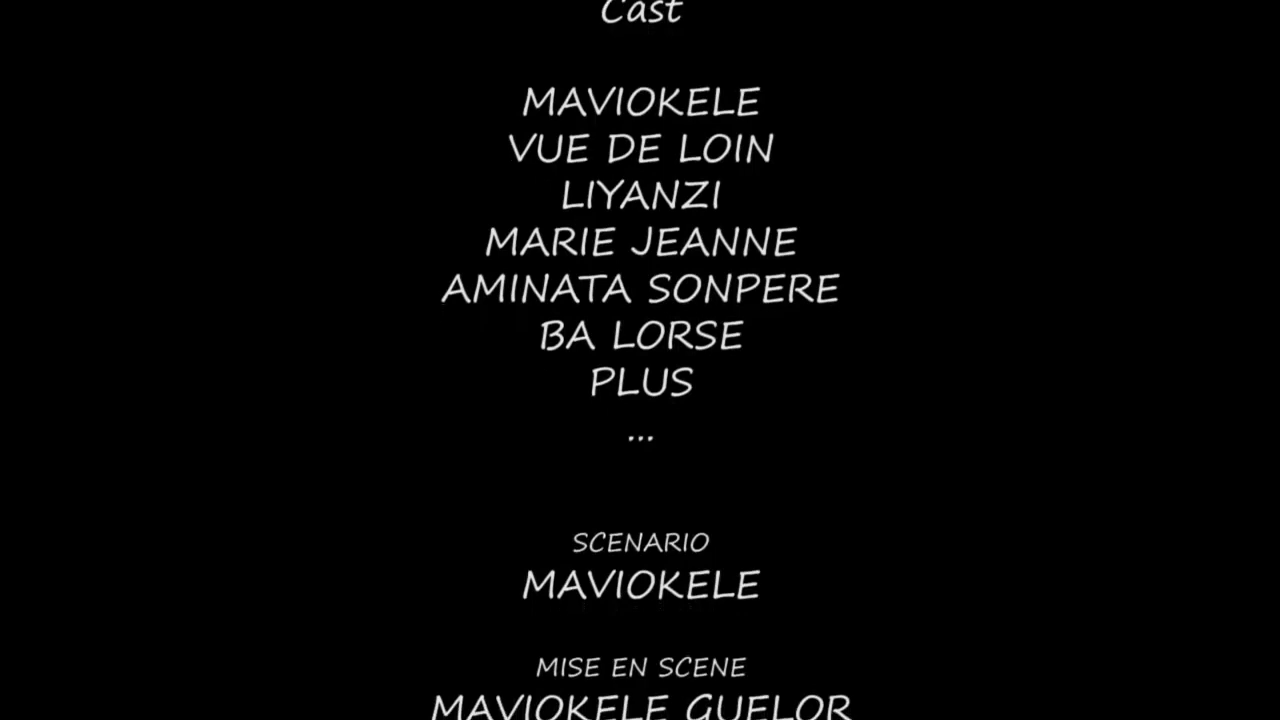 Cast
MAVIOKELE
VUE DE LOIN
LIYANZI
MARIE JEANNE
AMINATA SONPERE
BA LORSE
PLUS
...
SCENARIO
MAVIOKELE
MISE EN SCENE
MAVIOKELE GUELOR